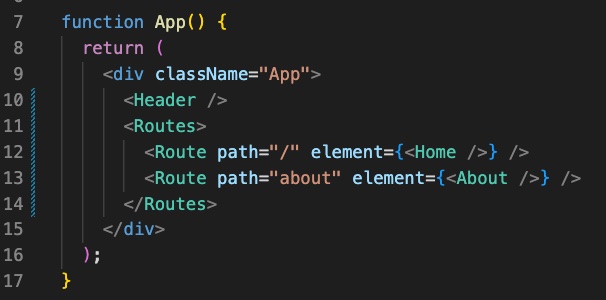 7 function App() {
8 return (
9 <div className="App">
10 <Header />
11 <Routes>
12 <Route path="/" element={<Home />} />
13 <Route path="about" element={<About />} />
14 </Routes>
15 </div>
16 );
17 }